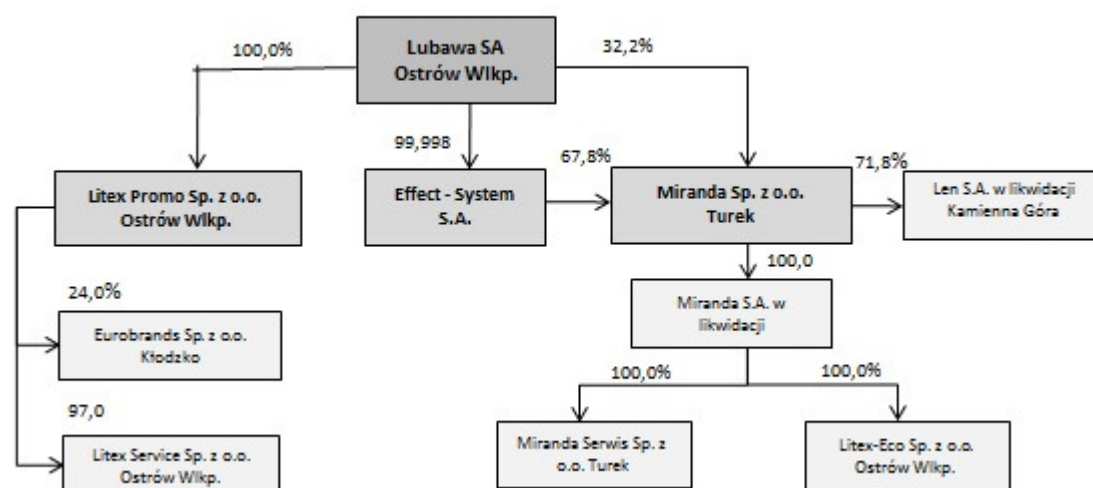 Lubawa SA
Ostrów Wlkp.
100,0%
32,2%
99,998
67,8%
71,8%
Litex Promo Sp. z o.o.
Ostrów Wlkp.
Effect - System
S.A.
Miranda Sp. z o.o.
Turek
Len S.A. w likwidacji
Kamienna Góra
100,0
24,0%
Miranda S.A. w
likwidacji
Eurobrands Sp. z o.o.
Kłodzko
100,0%
100,0%
97,0
Litex Service Sp. z o.o.
Ostrów Wlkp.
Miranda Serwis Sp. z
o.o. Turek
Litex-Eco Sp. z o.o.
Ostrów Wlkp.